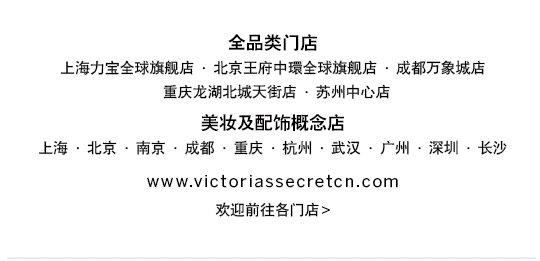 全品类门店
上海力宝全球旗舰店 · 北京王府中環全球旗舰店 · 成都万象城店
重庆龙湖北城天街店 · 苏州中心店
美妆及配饰概念店
上海 · 北京 · 南京 · 成都 · 重庆 · 杭州 · 武汉 · 广州 · 深圳 · 长沙
www.victoriassecretcn.com
欢迎前往各门店>